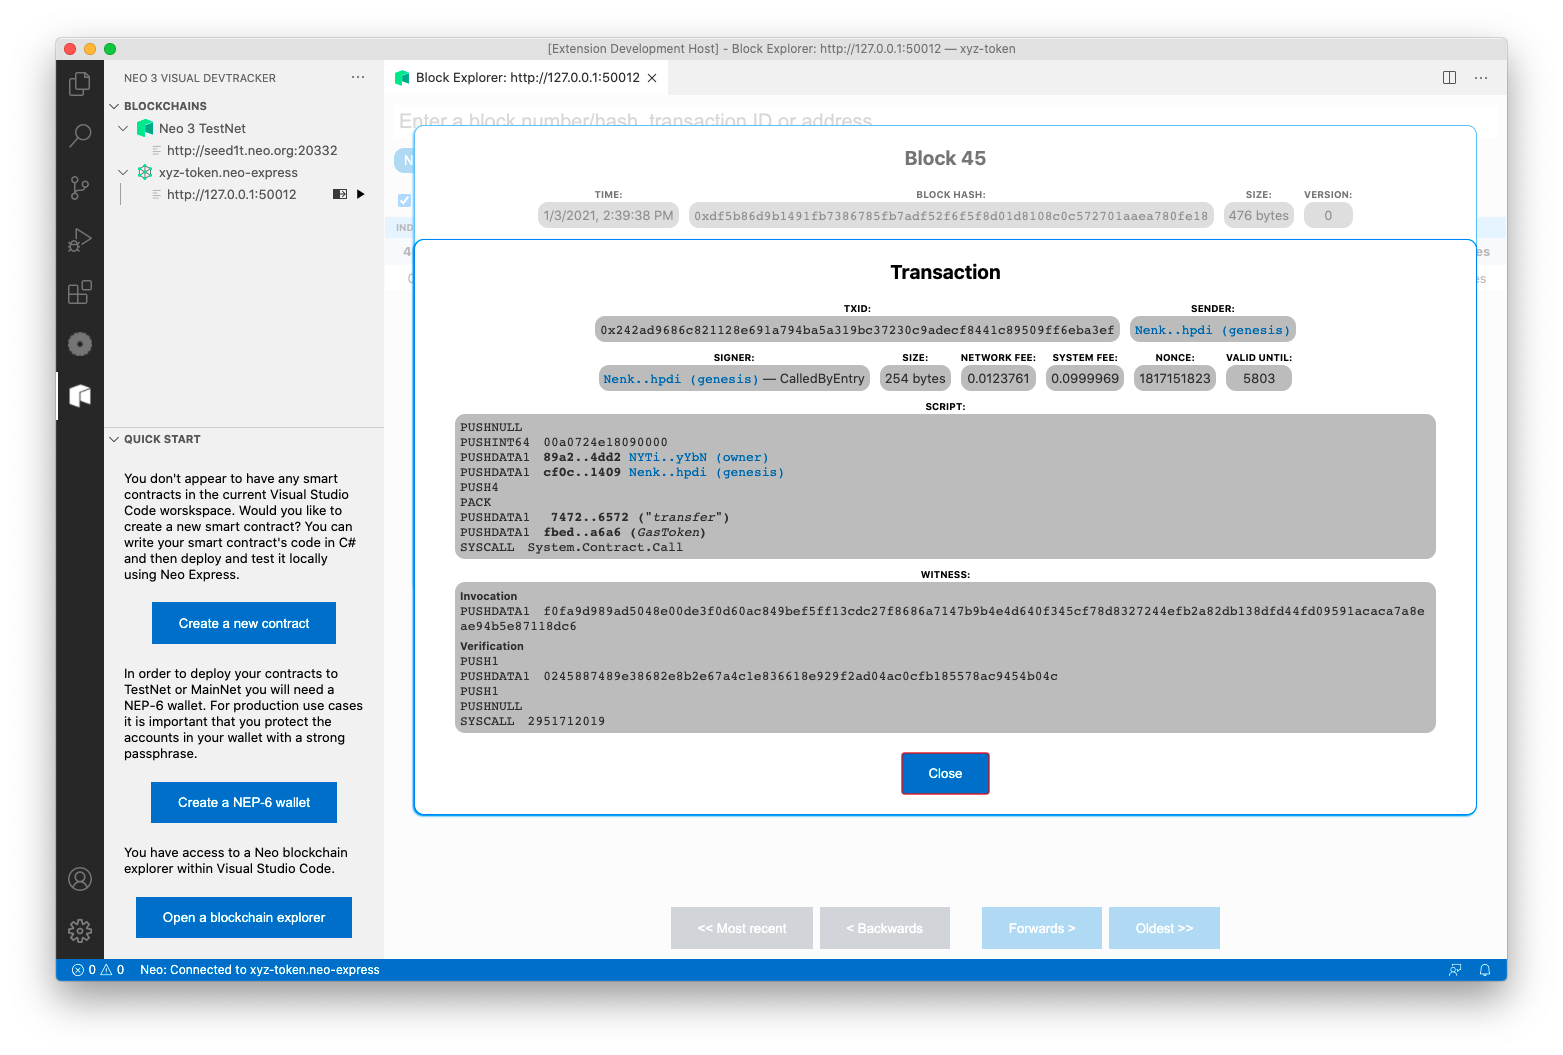 [Extension Development Host] - Block Explorer: http://127.0.0.1:50012 — xyz-token
NEO 3 VISUAL DEVTRACKER
BLOCKCHAINS
Neo 3 TestNet
http://seed1t.neo.org:20332
xyz-token.neo-express
http://127.0.0.1:50012
QUICK START
You don't appear to have any smart
contracts in the current Visual Studio
Code worskspace. Would you like to
create a new smart contract? You can
write your smart contract's code in C#
and then deploy and test it locally
using Neo Express.
Create a new contract
In order to deploy your contracts to
TestNet or MainNet you will need a
NEP-6 wallet. For production use cases
it is important that you protect the
accounts in your wallet with a strong
passphrase.
Create a NEP-6 wallet
You have access to a Neo blockchain
explorer within Visual Studio Code.
Open a blockchain explorer
Block Explorer: http://127.0.0.1:50012
Enter a block number/hash, transaction ID or address
Block 45
TIME: BLOCK HASH: SIZE: VERSION:
1/3/2021, 2:39:38 PM 0xdf5b86d9b1491fb7386785fb7adf52f6f5f8d01d8108c0c572701aaea780fe18 476 bytes 0
Transaction
TXID: SENDER:
0x242ad9686c821128e691a794ba5a319bc37230c9adecf8441c89509ff6eba3ef Nenk..hpdi (genesis)
SIGNER: SIZE: NETWORK FEE: SYSTEM FEE: NONCE: VALID UNTIL:
Nenk..hpdi (genesis) — CalledByEntry 254 bytes 0.0123761 0.0999969 1817151823 5803
SCRIPT:
PUSHNULL
PUSHINT64 00a0724e18090000
PUSHDATA1 89a2..4dd2 NYTi..yYbN (owner)
PUSHDATA1 cf0c..1409 Nenk..hpdi (genesis)
PUSH4
PACK
PUSHDATA1 7472..6572 ("transfer")
PUSHDATA1 fbed..a6a6 (GasToken)
SYSCALL System.Contract.Call
WITNESS:
Invocation
PUSHDATA1 f0fa9d989ad5048e00de3f0d60ac849bef5ff13cdc27f8686a7147b9b4e4d640f345cf78d8327244efb2a82db138dfd44fd09591acaca7a8e
ae94b5e87118dc6
Verification
PUSH1
PUSHDATA1 0245887489e38682e8b2e67a4c1e836618e929f2ad04ac0cfb185578ac9454b04c
PUSH1
PUSHNULL
SYSCALL 2951712019
Close
<< Most recent < Backwards Forwards > Oldest >>
0 0 Neo: Connected to xyz-token.neo-express